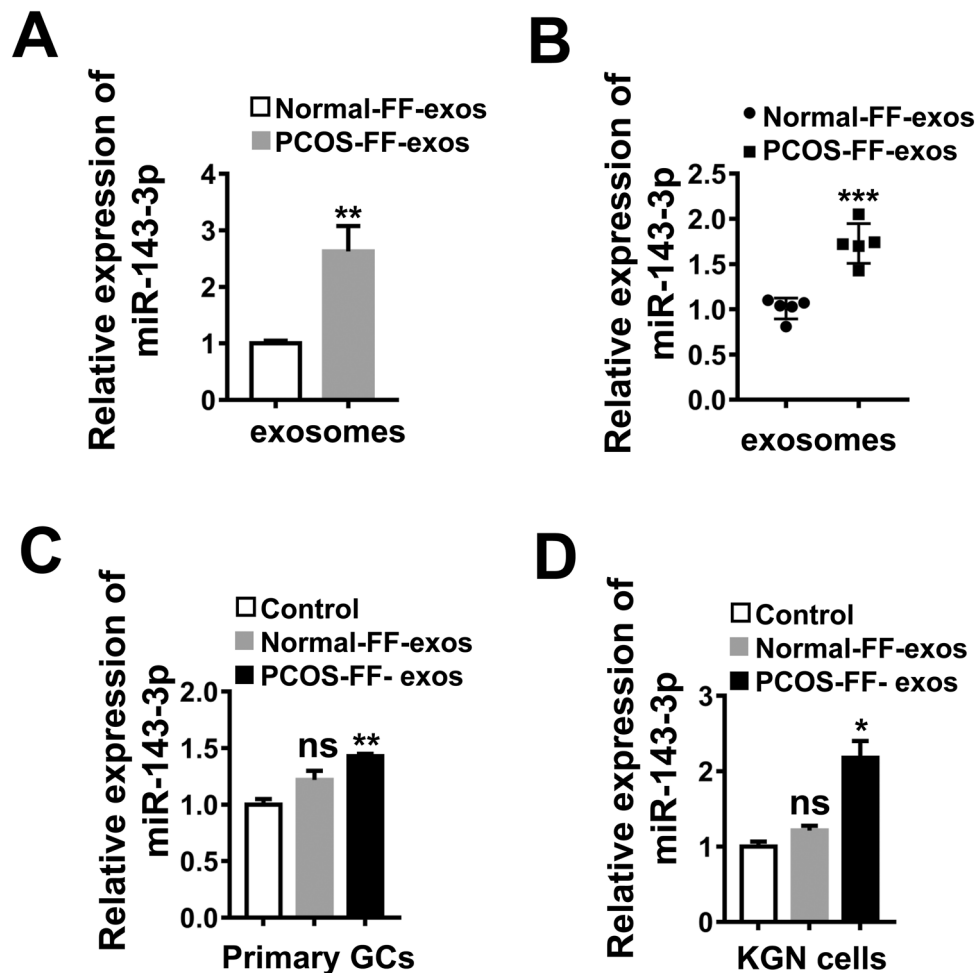 A
Relative expression of
miR-143-3p
Normal-FF-exos
PCOS-FF-exos
4
3
2
1
0
**
exosomes
B
Relative expression of
miR-143-3p
Normal-FF-exos
PCOS-FF-exos
2.5
2.0
1.5
1.0
0.5
0.0
***
exosomes
C
Relative expression of
miR-143-3p
Control
Normal-FF-exos
PCOS-FF- exos
2.0
1.5
1.0
0.5
0.0
ns
**
Primary GCs
D
Relative expression of
miR-143-3p
Control
Normal-FF-exos
PCOS-FF- exos
3
2
1
0
ns
*
KGN cells